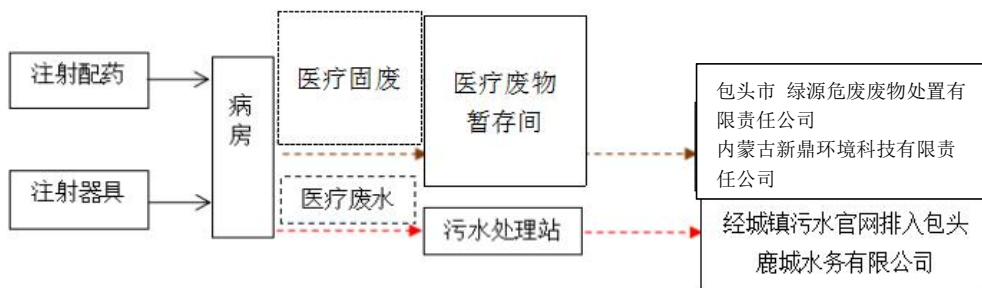 注射配药
注射器具
病
房
医疗固废
医疗废水
医疗废物
暂存间
污水处理站
包头市 绿源危废废物处置有
限责任公司
内蒙古新鼎环境科技有限责
任公司
经城镇污水官网排入包头
鹿城水务有限公司